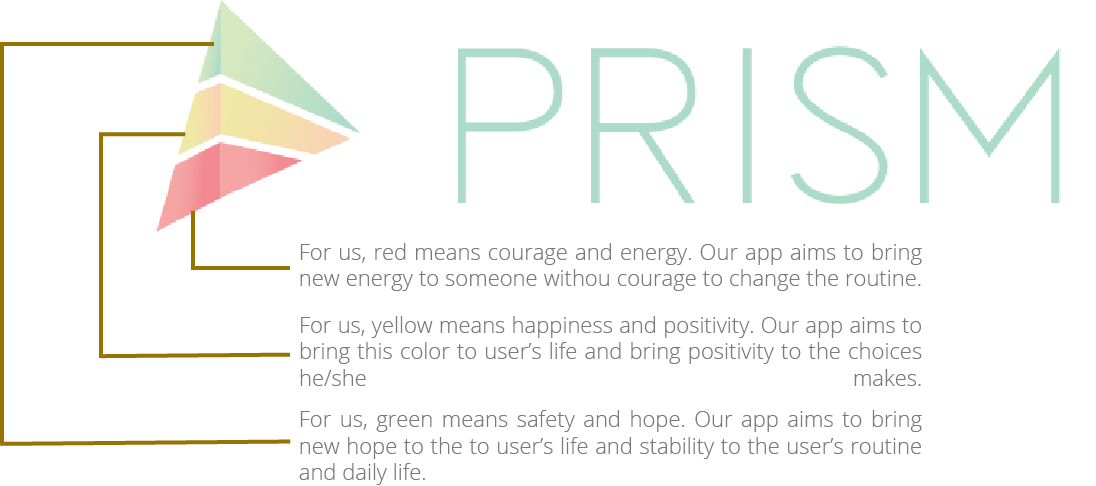 PRISM
For us, red means courage and energy. Our app aims to bring
new energy to someone withou courage to change the routine.
For us, yellow means happiness and positivity. Our app aims to
bring this color to user’s life and bring positivity to the choices
he/she makes.
For us, green means safety and hope. Our app aims to bring
new hope to the to user’s life and stability to the user’s routine
and daily life.